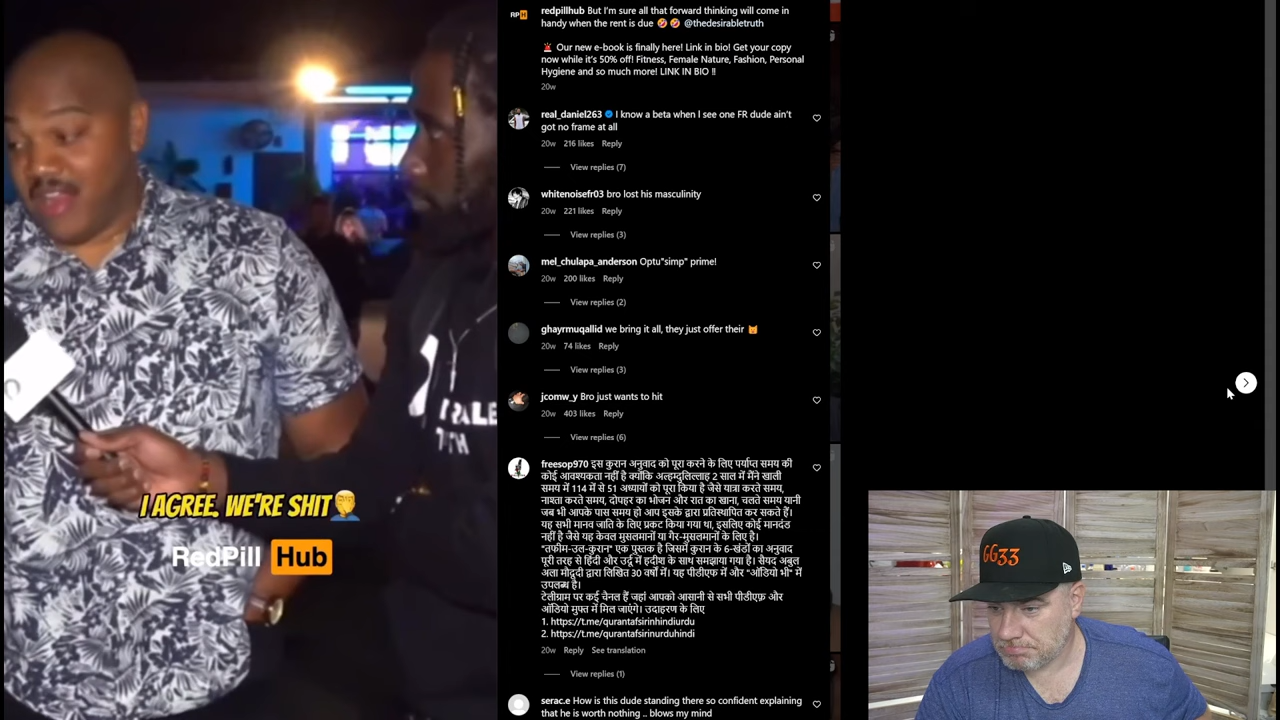 I AGREE. WE'RE SHIT
RedPill Hub
RP H
redpillhub But I'm sure all that forward thinking will come in
handy when the rent is due 🤣🤣 @thedesirabletruth
🚨 Our new e-book is finally here! Link in bio! Get your copy
now while it's 50% off! Fitness, Female Nature, Fashion, Personal
Hygiene and so much more! LINK IN BIO ‼️
20w
real_daniel263 I know a beta when I see one FR dude ain't
got no frame at all
20w 216 likes Reply
View replies (7)
whitenoisefr03 bro lost his masculinity
20w 221 likes Reply
View replies (3)
mel_chulapa_anderson Optu"simp" prime!
20w 200 likes Reply
View replies (2)
ghayrmuqallid we bring it all, they just offer their 🐱
20w 74 likes Reply
View replies (3)
jcomw_y Bro just wants to hit
20w 403 likes Reply
View replies (6)
freesop970 इस कुरान अनुवाद को पूरा करने के लिए पर्याप्त समय की
कोई आवश्यकता नहीं है क्योंकि अल्हम्दुलिल्लाह 2 साल में मैंने खाली
समय में 114 में से 51 अध्यायों को पूरा किया है जैसे यात्रा करते समय,
नाश्ता करते समय, दोपहर का भोजन और रात का खाना, चलते समय यानी
जब भी आपके पास समय हो आप इसके द्वारा प्रतिस्थापित कर सकते हैं।
यह सभी मानव जाति के लिए प्रकट किया गया था, इसलिए कोई मानदंड
नहीं है जैसे यह केवल मुसलमानों या गैर-मुसलमानों के लिए है।
"तफीम-उल-कुरान" एक पुस्तक है जिसमें कुरान के 6-खंडों का अनुवाद
पूरी तरह से हिंदी और उर्दू में हदीश के साथ समझाया गया है। सैयद अबुल
अला मौदूदी द्वारा लिखित 30 वर्षों में। यह पीडीएफ में और "ऑडियो भी" में
उपलब्ध है।
टेलीग्राम पर कई चैनल हैं जहां आपको आसानी से सभी पीडीएफ़ और
ऑडियो मुफ्त में मिल जाएंगे। उदाहरण के लिए
1. https://t.me/qurantafsirinhindiurdu
2. https://t.me/qurantafsirinurduhindi
20w Reply See translation
View replies (1)
serac.e How is this dude standing there so confident explaining
that he is worth nothing .. blows my mind
GG33